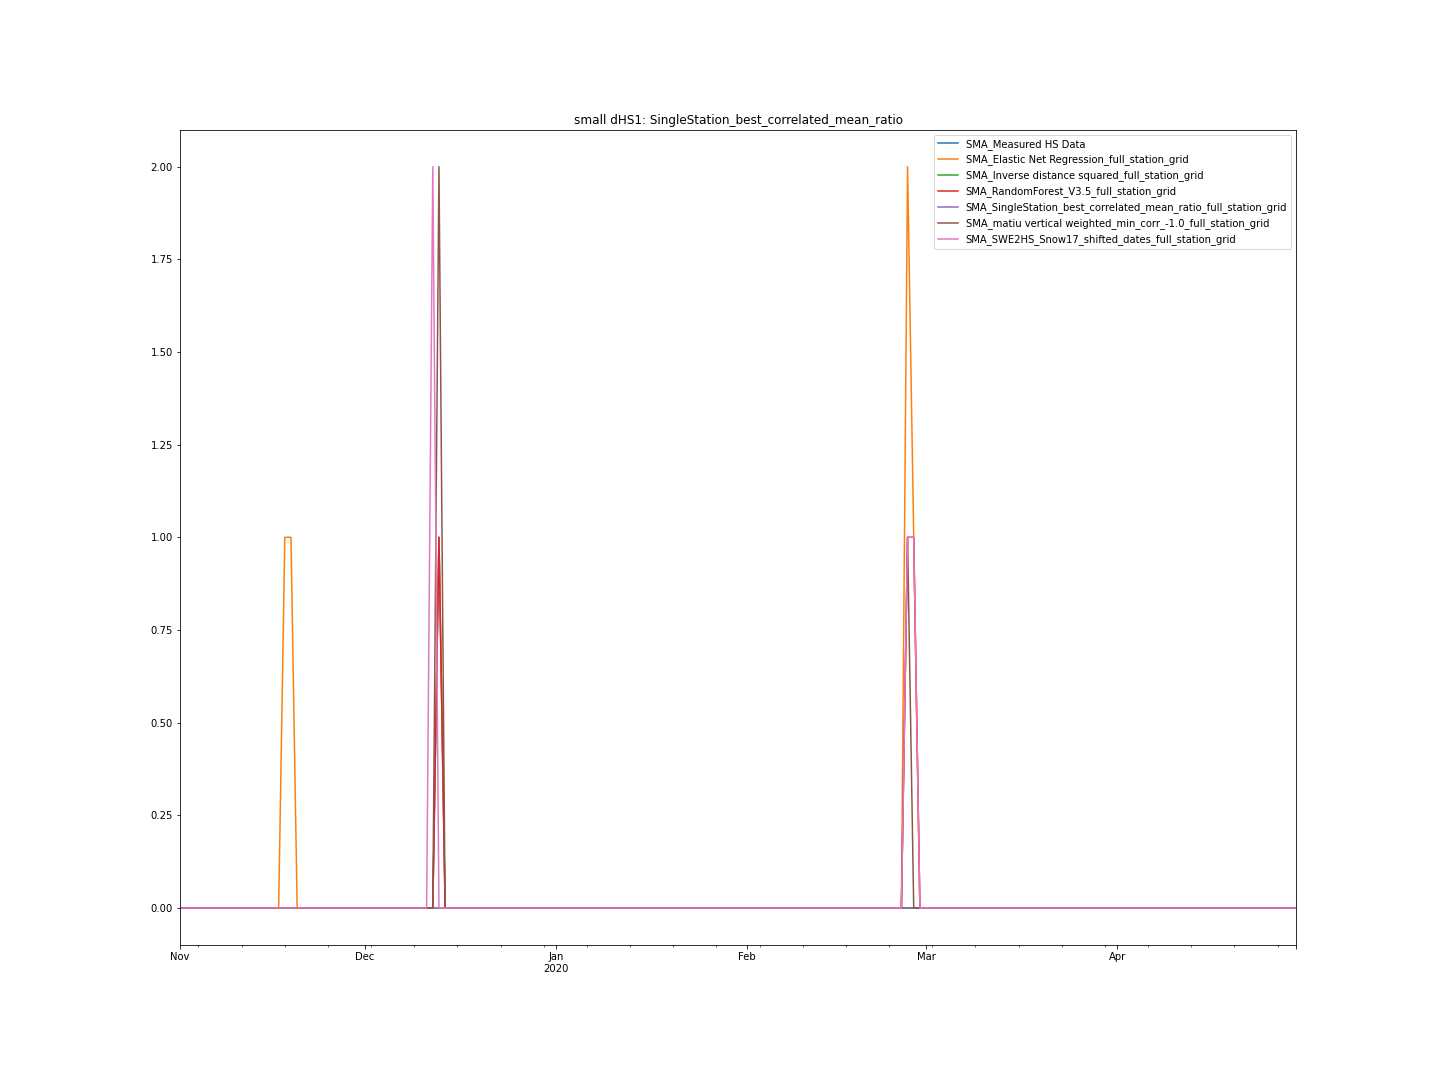 small dHS1: SingleStation_best_correlated_mean_ratio
SMA_Measured HS Data
SMA_Elastic Net Regression_full_station_grid
SMA_Inverse distance squared_full_station_grid
SMA_RandomForest_V3.5_full_station_grid
SMA_SingleStation_best_correlated_mean_ratio_full_station_grid
SMA_matiu vertical weighted_min_corr_-1.0_full_station_grid
SMA_SWE2HS_Snow17_shifted_dates_full_station_grid
2.00
1.75
1.50
1.25
1.00
0.75
0.50
0.25
0.00
Nov Dec Jan Feb Mar Apr
2020